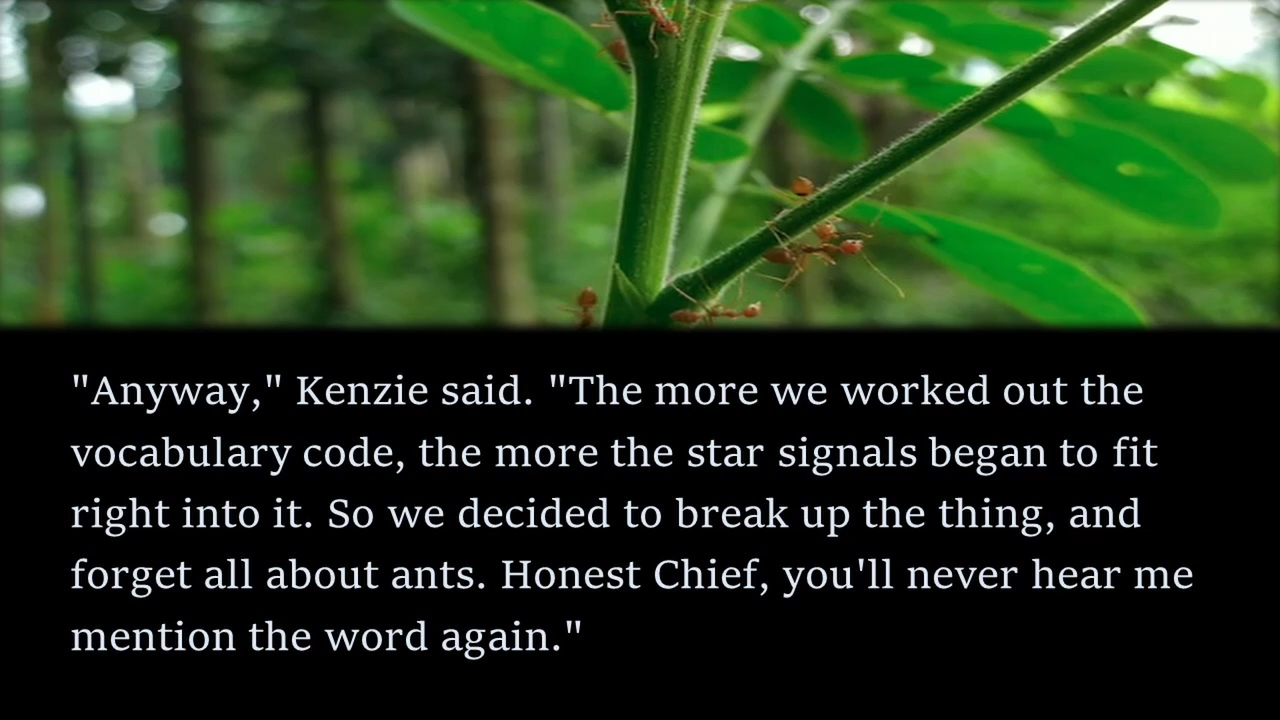 "Anyway," Kenzie said. "The more we worked out the
vocabulary code, the more the star signals began to fit
right into it. So we decided to break up the thing, and
forget all about ants. Honest Chief, you'll never hear me
mention the word again."